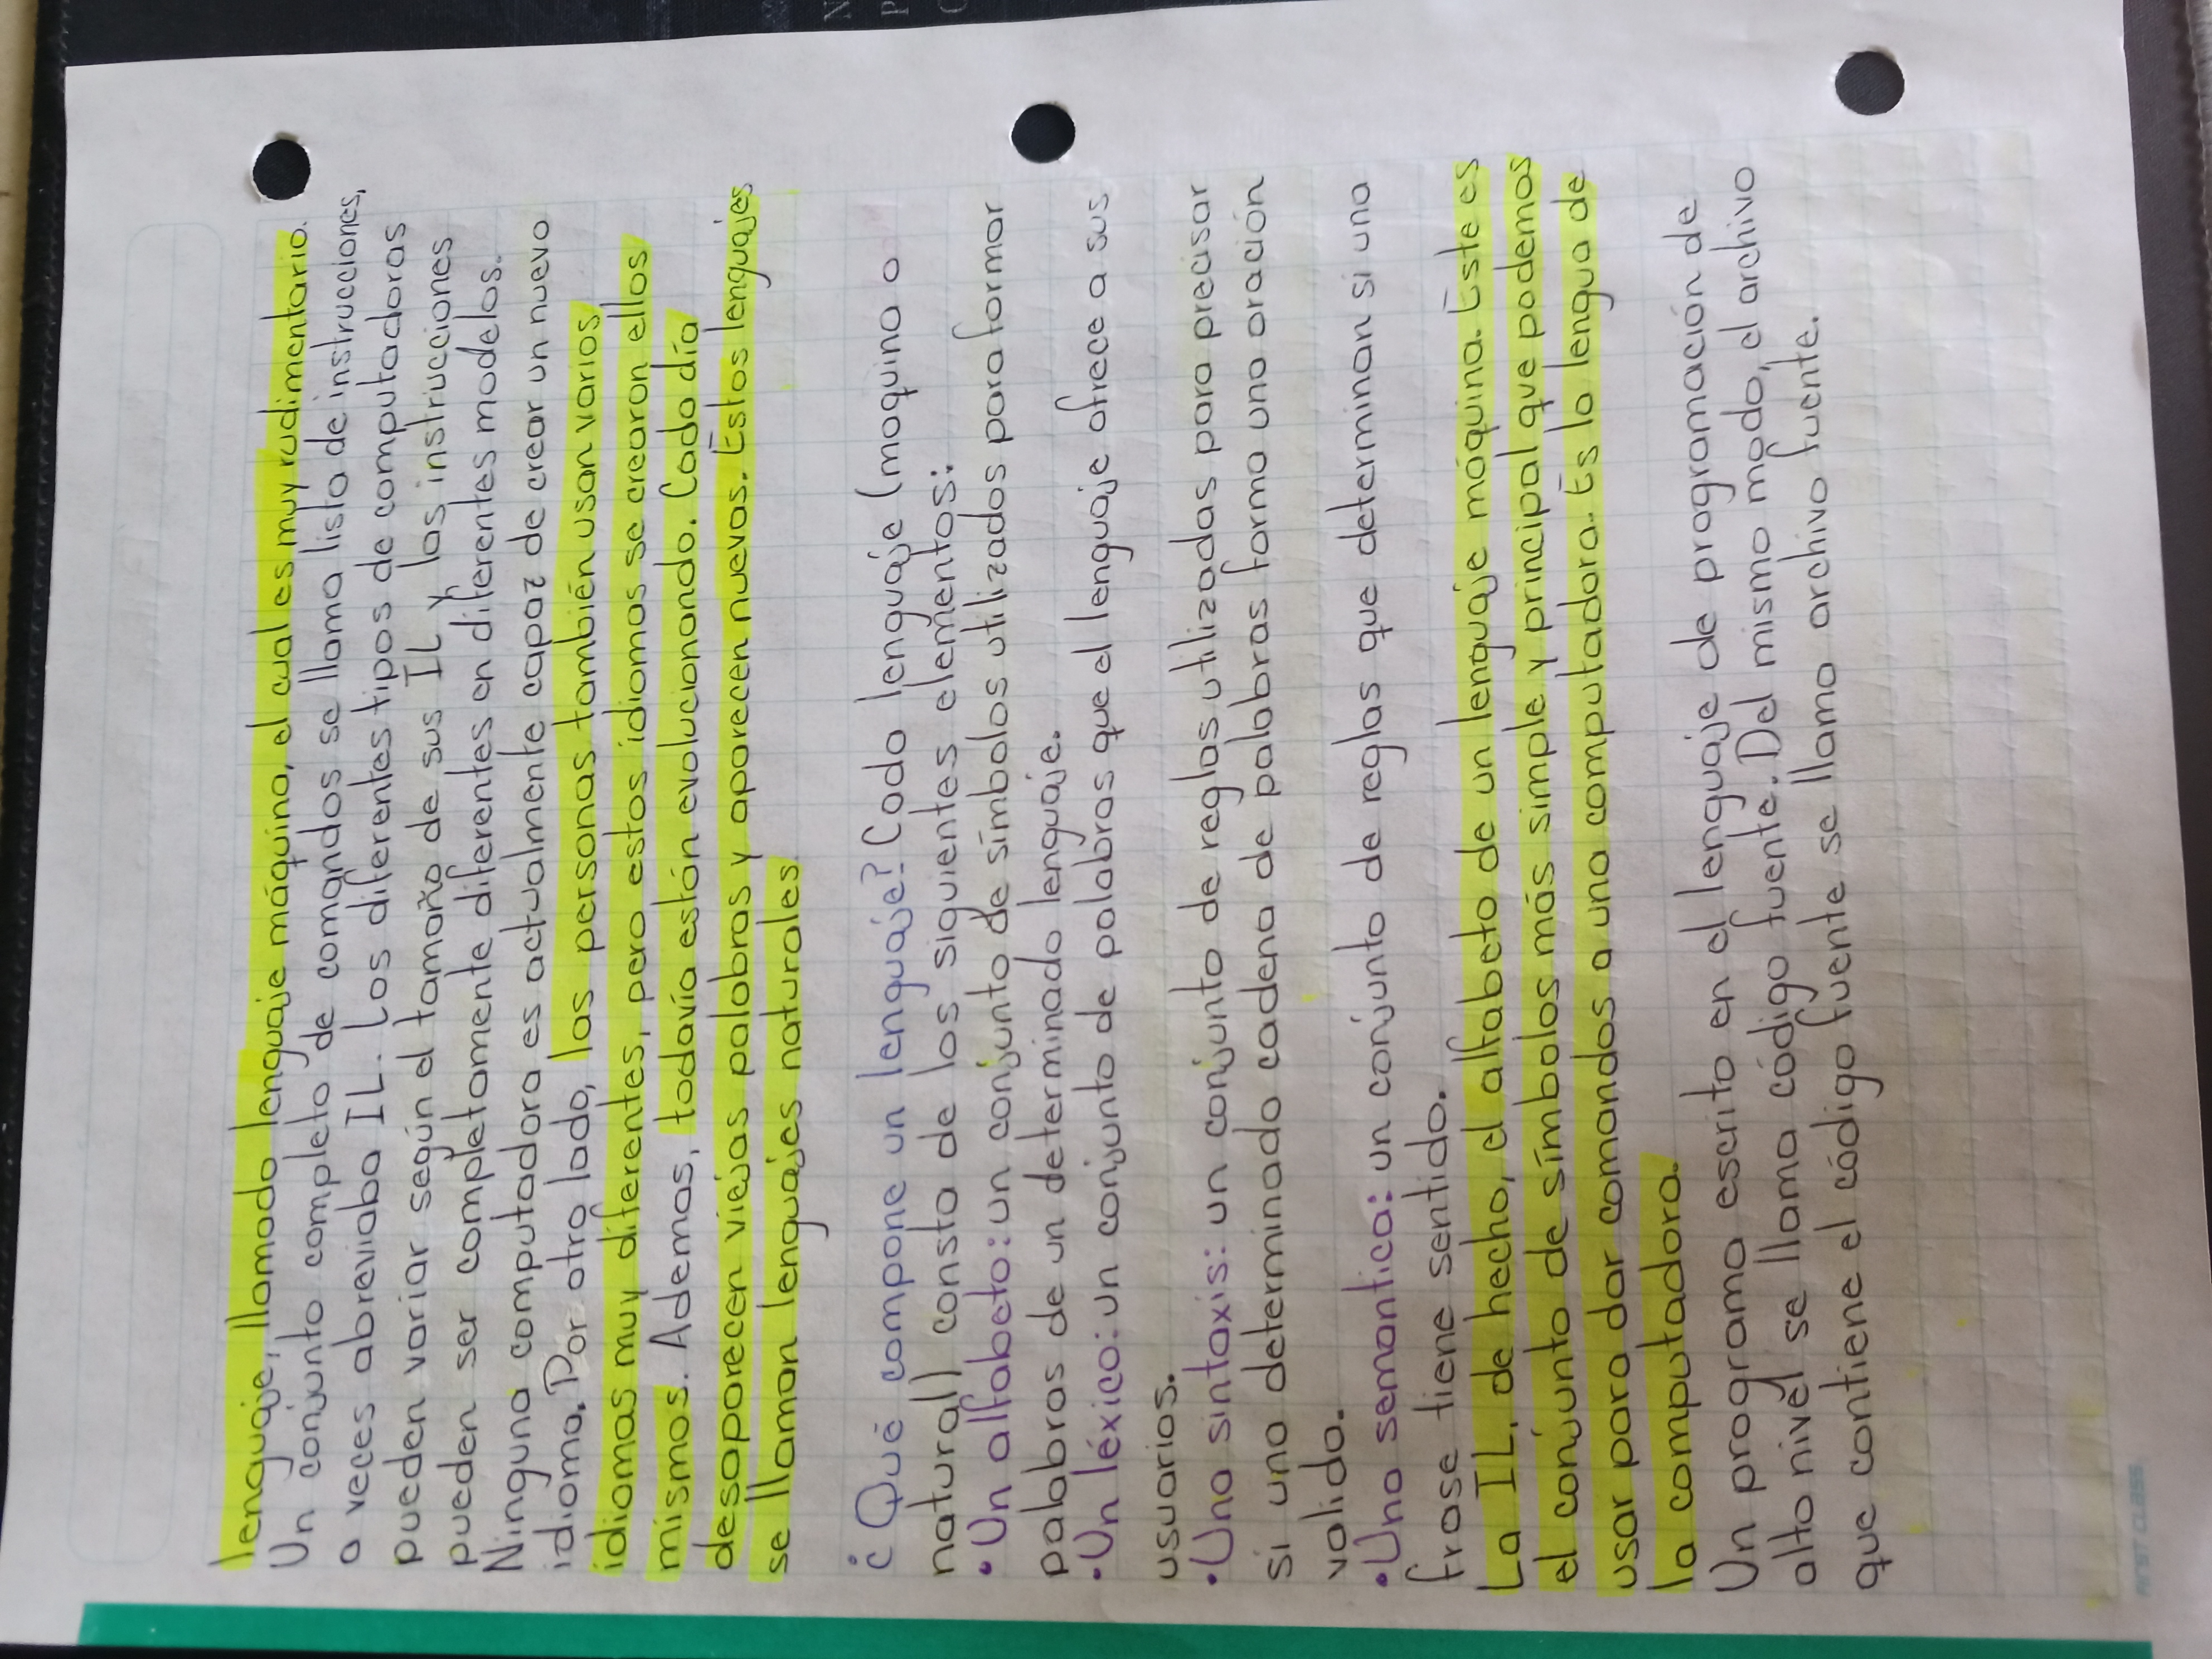 lenguaje, llamado lenguaje máquina, el cual es muy rudimentario.
Un conjunto completo de comandos se llama lista de instrucciones,
a veces abreviaba IL. Los diferentes tipos de computadoras
pueden variar según el tamaño de sus IL y las instrucciones
pueden ser completamente diferentes en diferentes modelos.
Ninguna computadora es actualmente capaz de crear un nuevo
idioma. Por otro lado, las personas también usan varios
idiomas muy diferentes, pero estos idiomas se crearon ellos
mismos. Ademas, todavía están evolucionando. Cada día
desaparecen viejas palabras y aparecen nuevas. Estos lenguajes
se llaman lenguajes naturales
¿Qué compone un lenguaje? Cada lenguaje (maquina o
natural) consta de los siguientes elementos:
• Un alfabeto: un conjunto de símbolos utilizados para formar
palabras de un determinado lenguaje.
• Un léxico: un conjunto de palabras que el lenguaje ofrece a sus
usuarios.
• Una sintaxis: un conjunto de reglas utilizadas para precisar
si una determinada cadena de palabras forma una oración
valida.
• Una semantica: un conjunto de reglas que determinan si una
frase tiene sentido.
La IL, de hecho, el alfabeto de un lenguaje máquina. Este es
el conjunto de símbolos más simple y principal que podemos
usar para dar comandos a una computadora. Es la lengua de
la computadora.
Un programa escrito en el lenguaje de programación de
alto nivel se llama código fuente. Del mismo modo, el archivo
que contiene el código fuente se llama archivo fuente.
FIRST CLASS